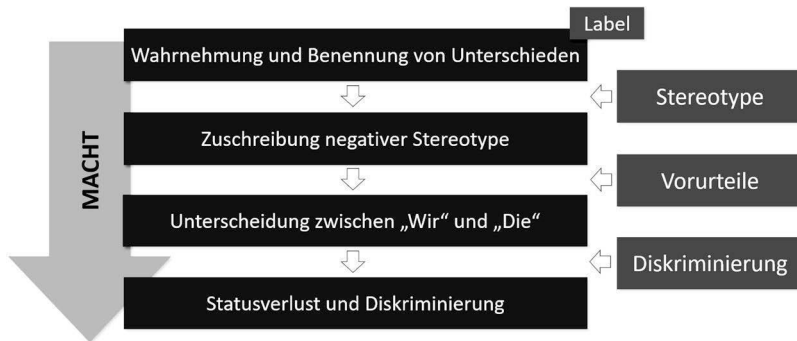 Label
Wahrnehmung und Benennung von Unterschieden
Stereotype
Zuschreibung negativer Stereotype
MACHT
Vorurteile
Unterscheidung zwischen „Wir“ und „Die“
Diskriminierung
Statusverlust und Diskriminierung